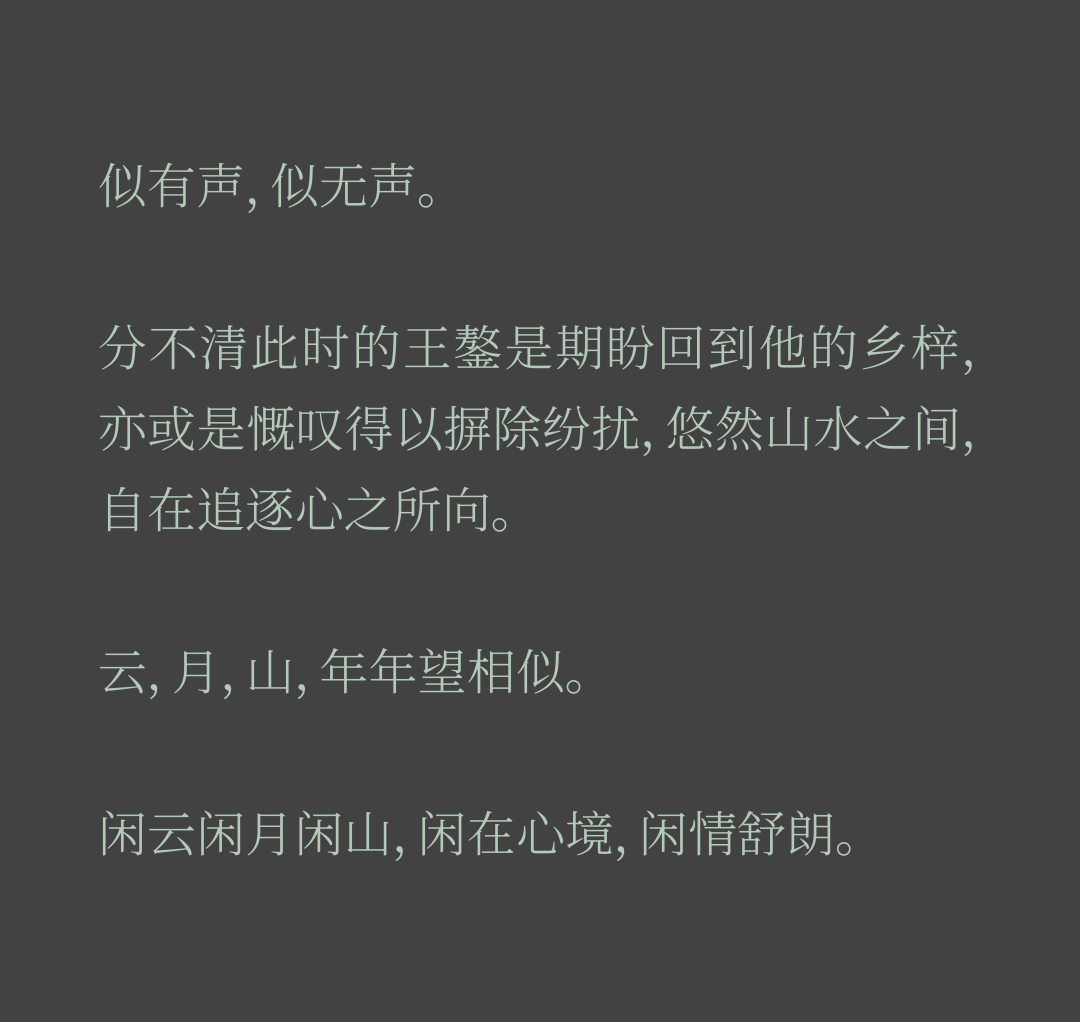 似有声, 似无声。
分不清此时的王鏊是期盼回到他的乡梓,
亦或是慨叹得以摒除纷扰, 悠然山水之间,
自在追逐心之所向。
云, 月, 山, 年年望相似。
闲云闲月闲山, 闲在心境, 闲情舒朗。